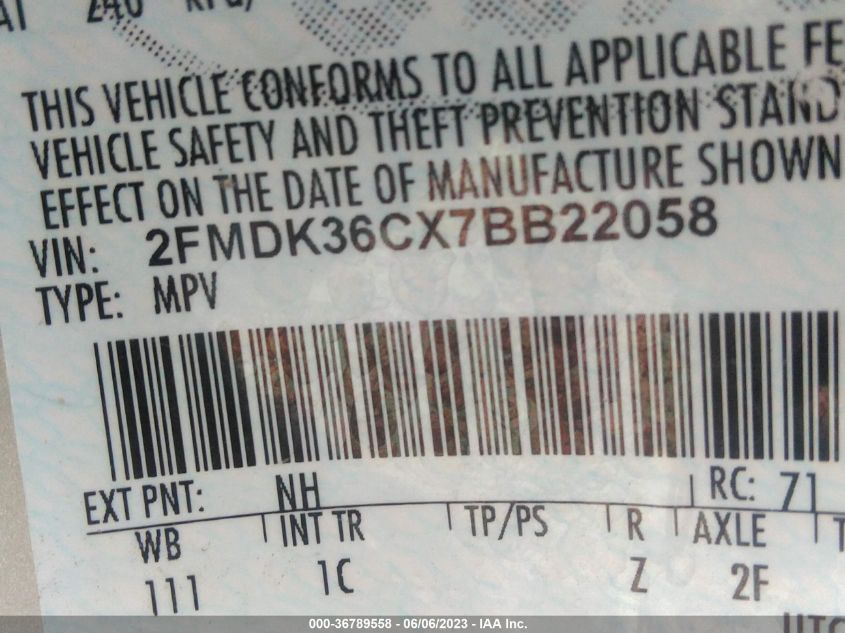 240
THIS VEHICLE CONFORMS TO ALL APPLICABLE FE
VEHICLE SAFETY AND THEFT PREVENTION STAND
EFFECT ON THE DATE OF MANUFACTURE SHOWN
VIN: 2FMDK36CX7BB22058
TYPE: MPV
EXT PNT: NH RC: 71
WB INT TR TP/PS R AXLE T
111 1C Z 2F
000-36789558 - 06/06/2023 - IAA Inc.